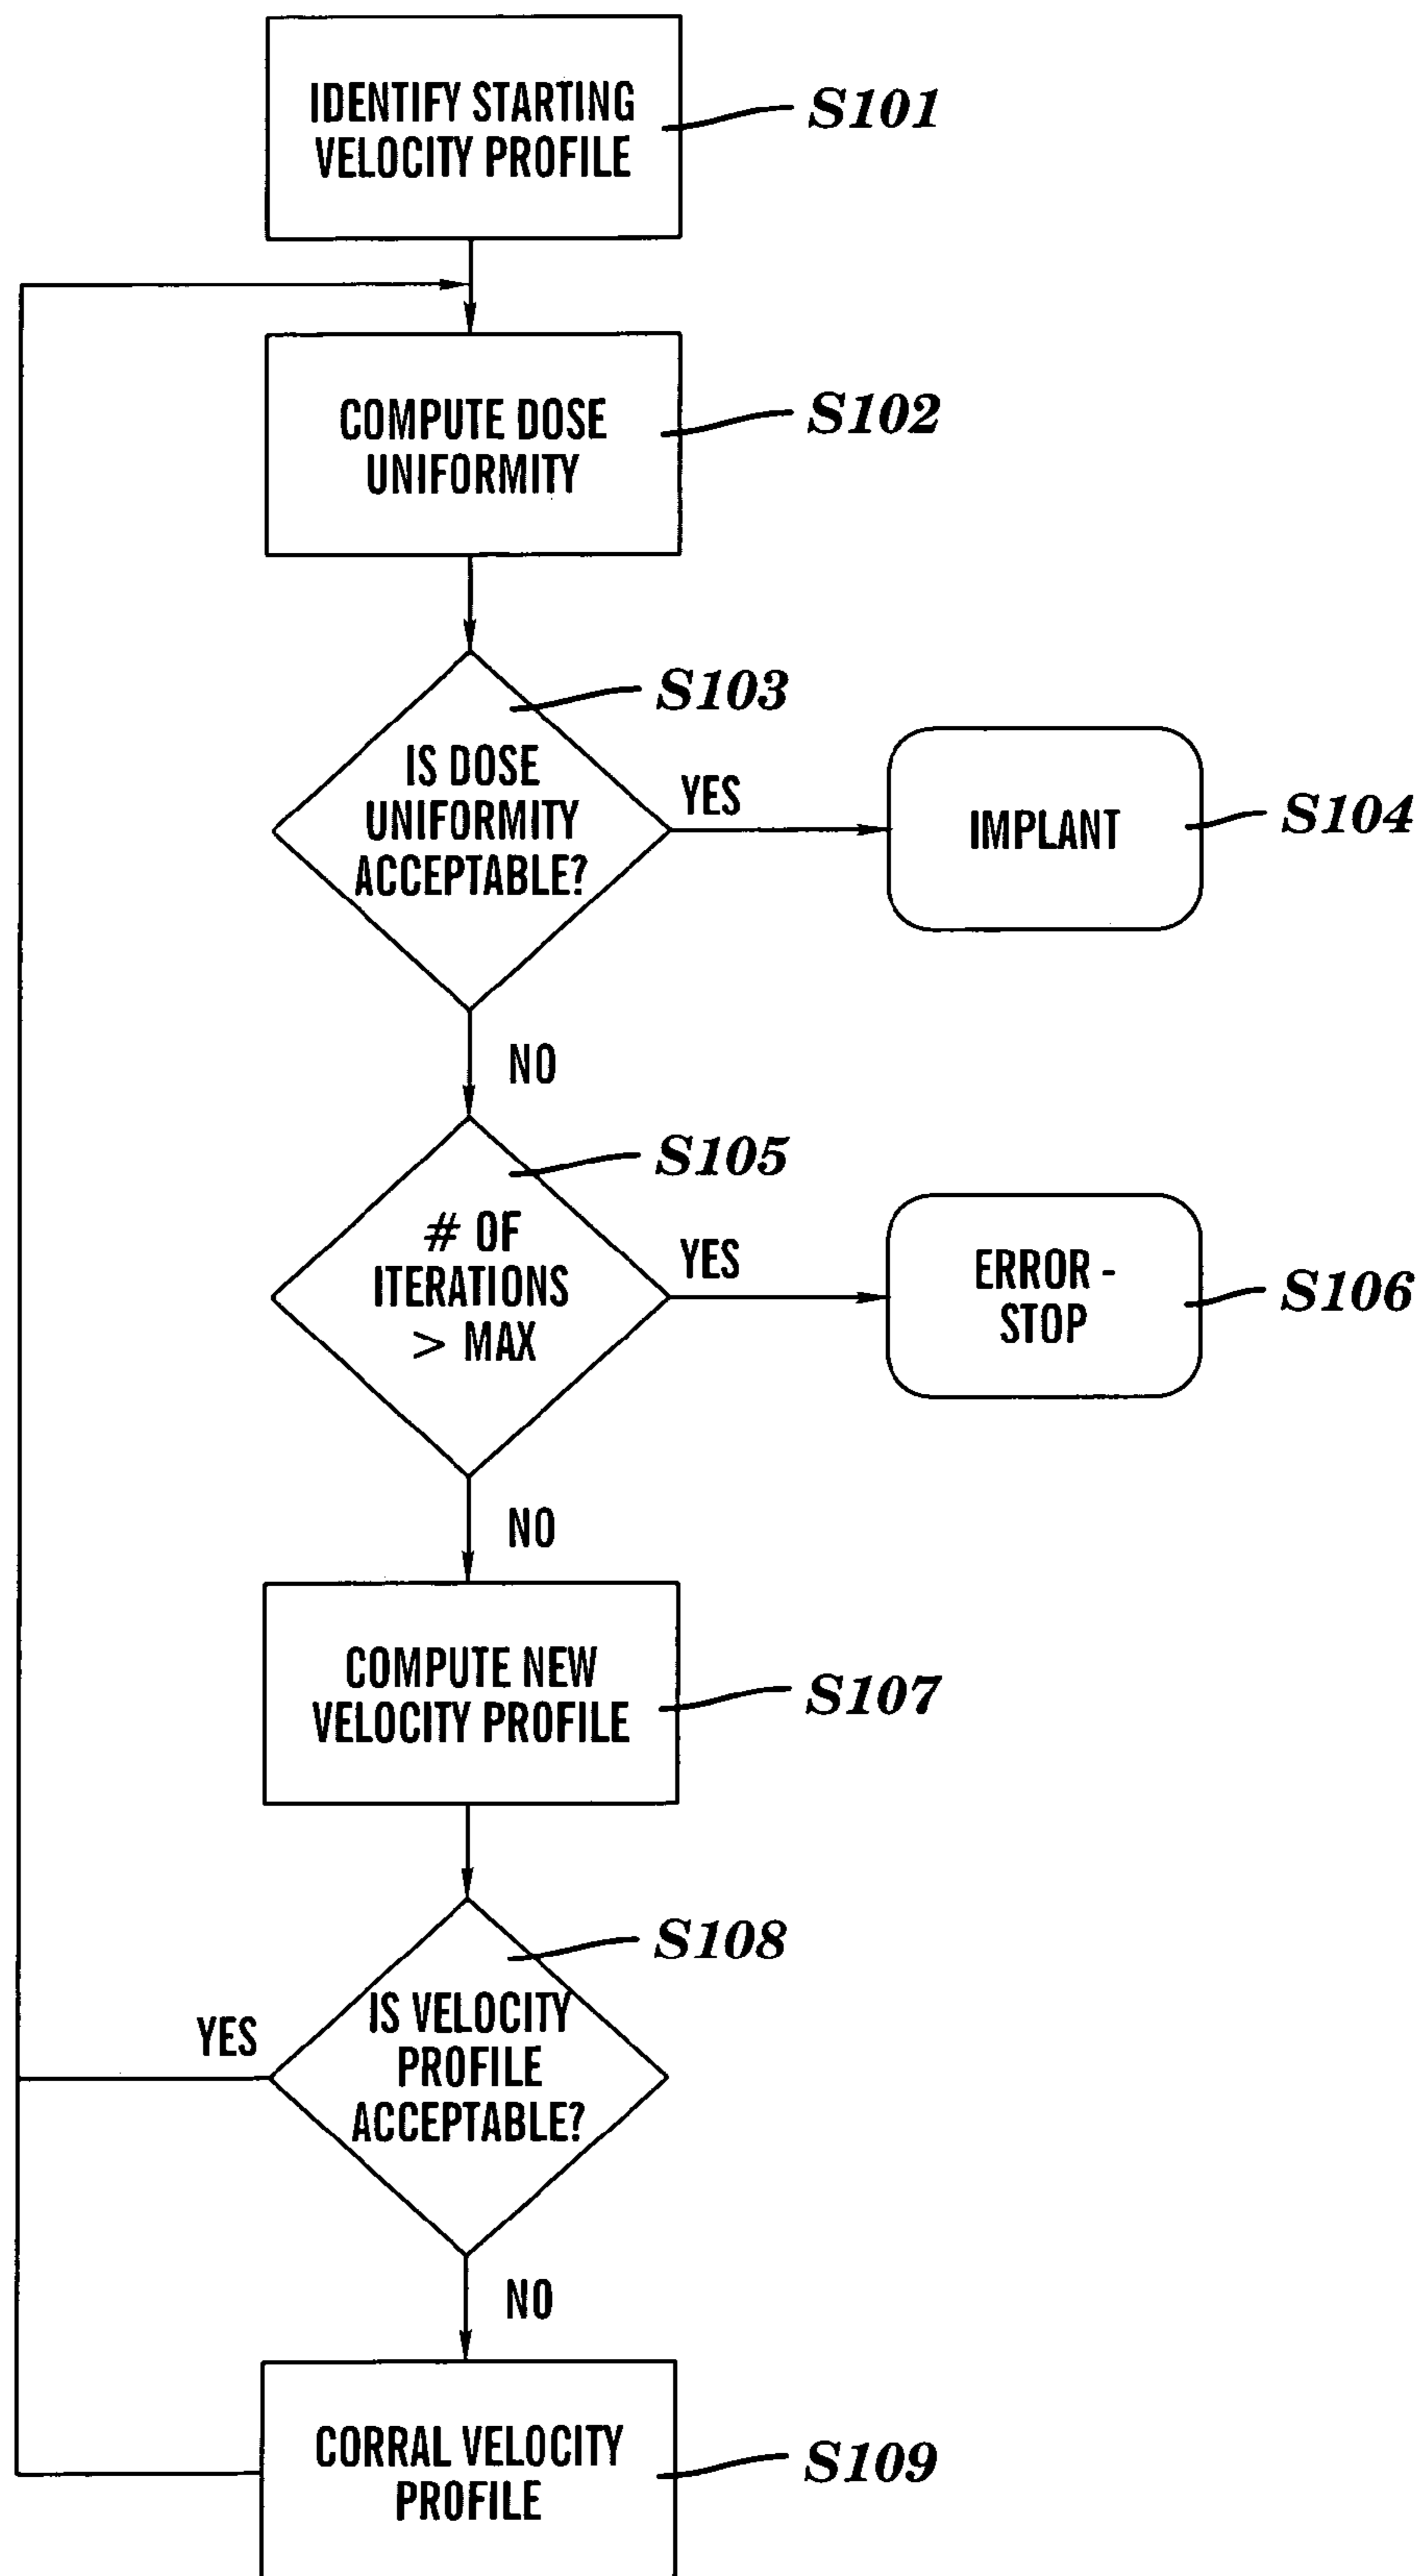 IDENTIFY STARTING
VELOCITY PROFILE
S101
COMPUTE DOSE
UNIFORMITY
S102
S103
IS DOSE
UNIFORMITY
ACCEPTABLE?
YES
IMPLANT
S104
NO
S105
# OF
ITERATIONS
> MAX
YES
ERROR -
STOP
S106
NO
COMPUTE NEW
VELOCITY PROFILE
S107
S108
IS VELOCITY
PROFILE
ACCEPTABLE?
YES
NO
CORRAL VELOCITY
PROFILE
S109